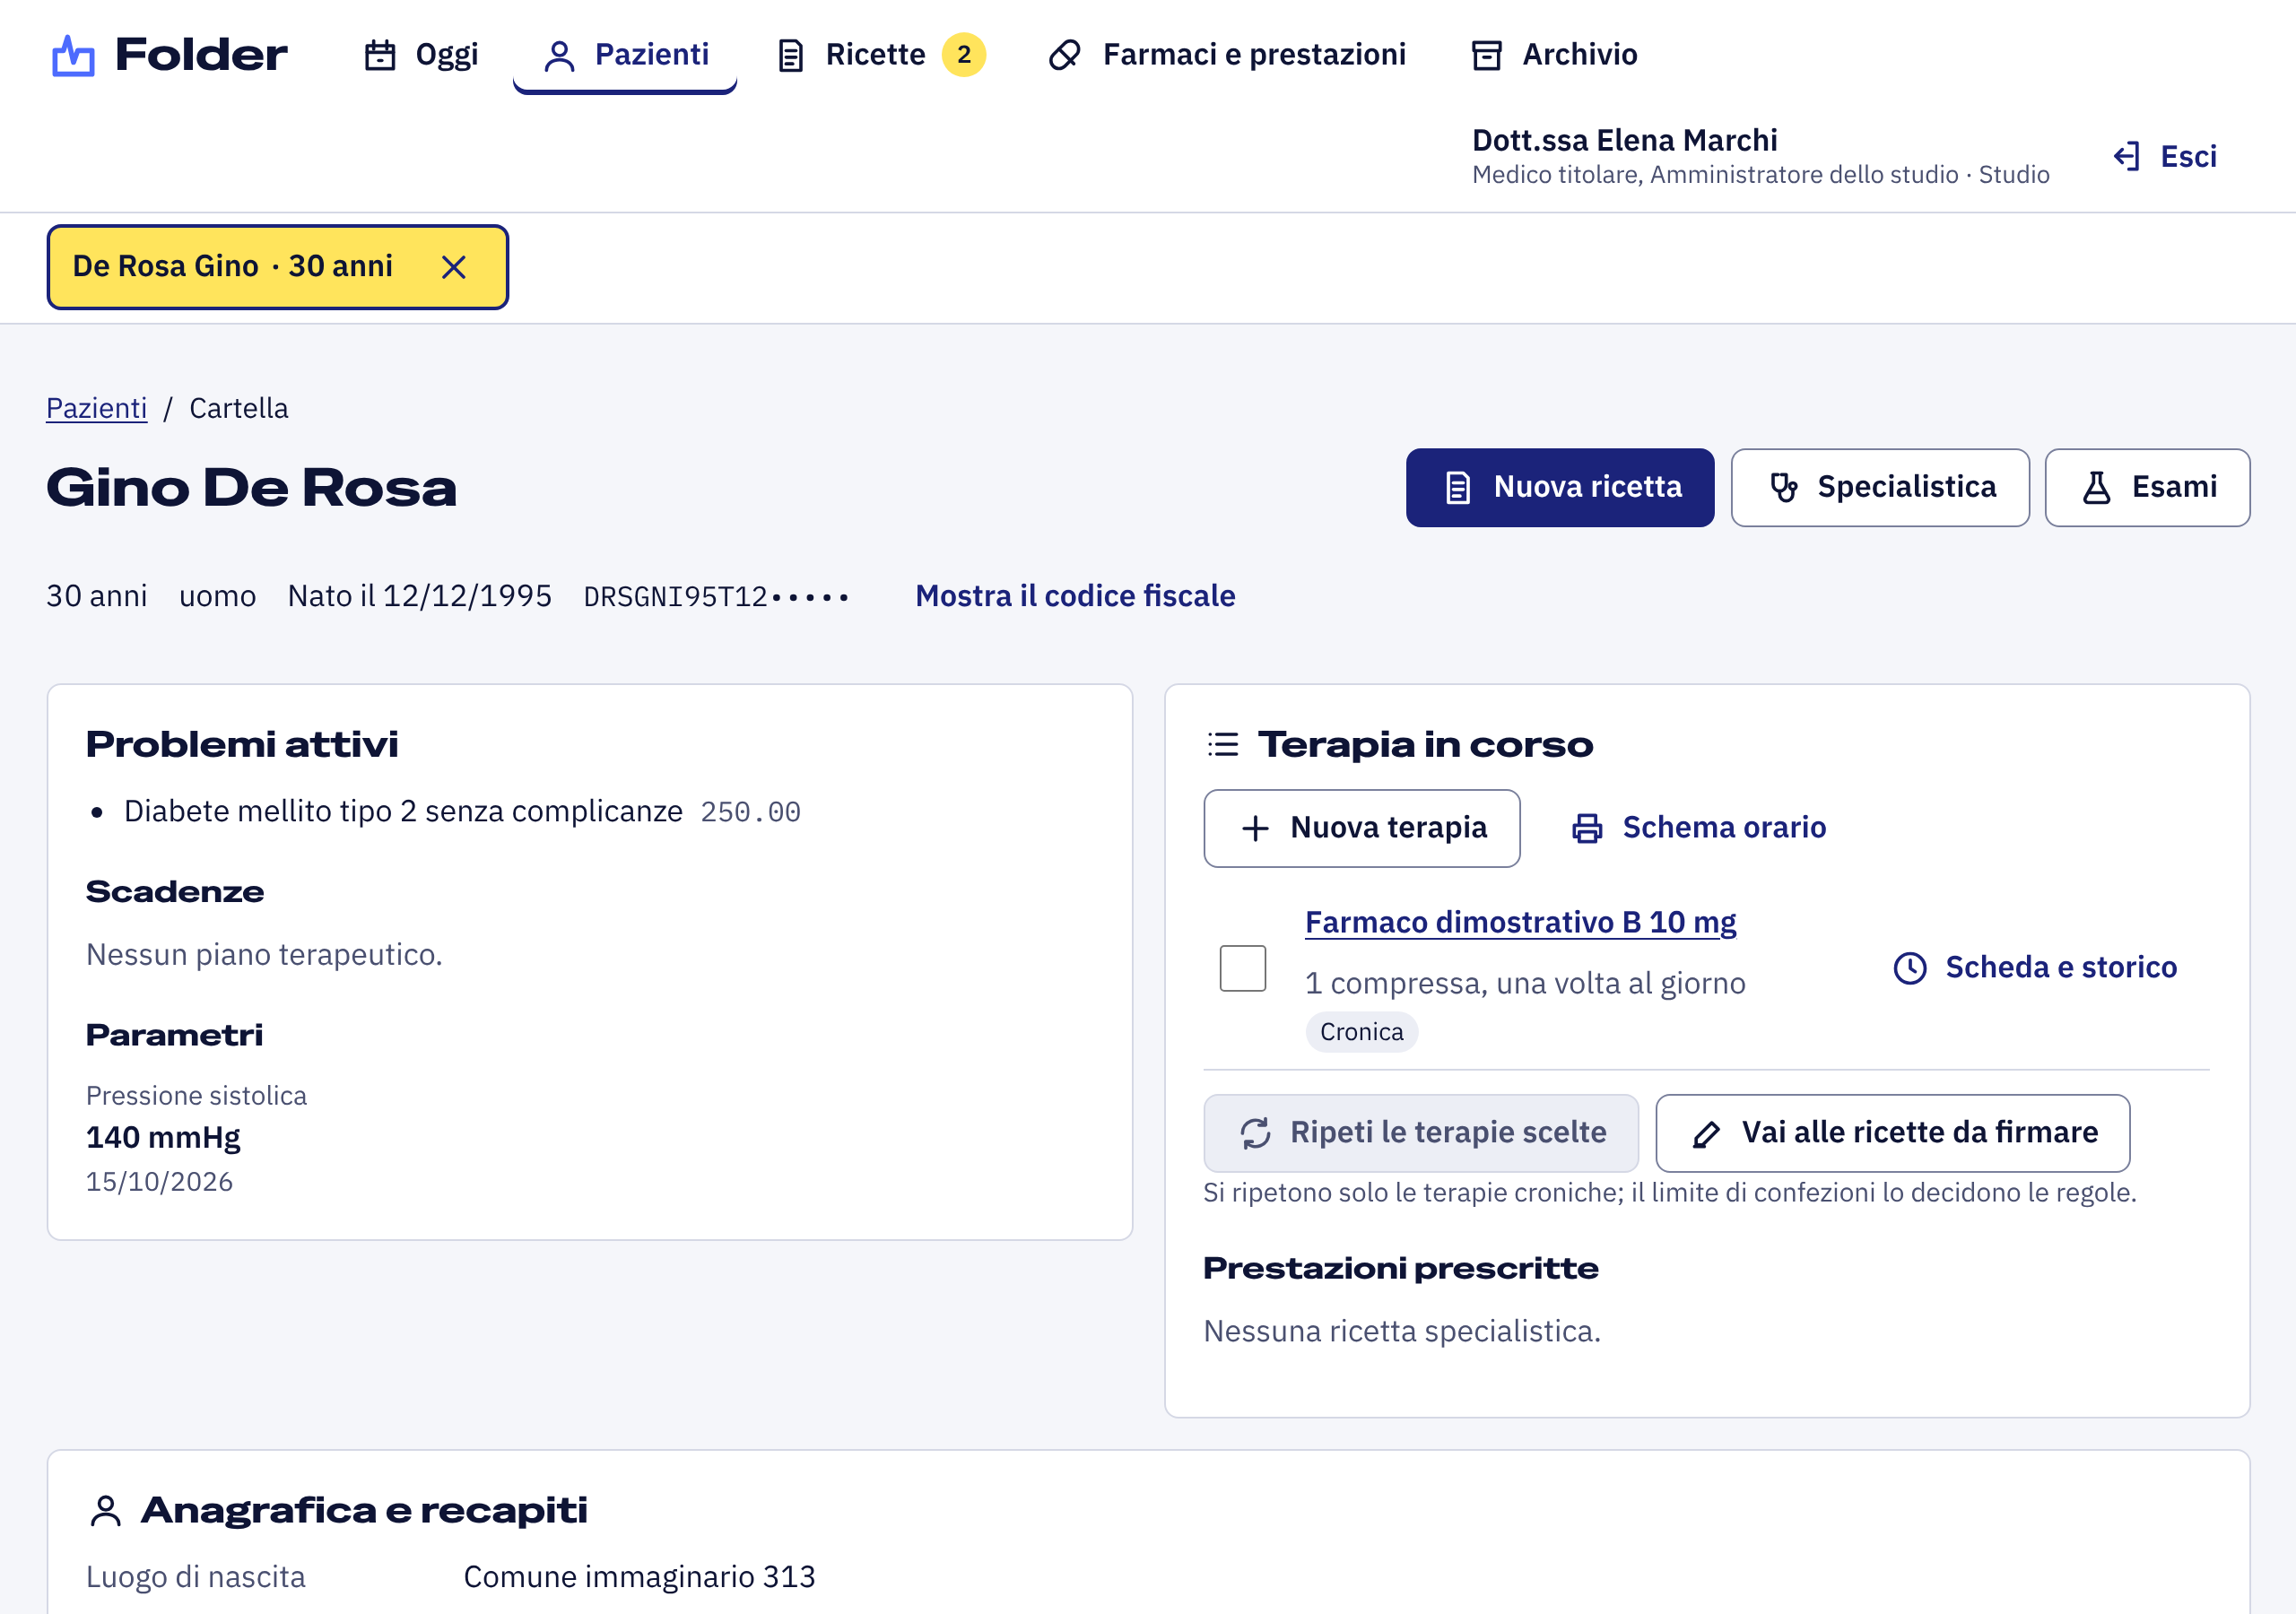 Folder
Oggi
Pazienti
Ricette 2
Farmaci e prestazioni
Archivio
Dott.ssa Elena Marchi
Medico titolare, Amministratore dello studio · Studio
Esci
De Rosa Gino · 30 anni
Pazienti / Cartella
Gino De Rosa
Nuova ricetta
Specialistica
Esami
30 anni uomo Nato il 12/12/1995 DRSGNI95T12••••• Mostra il codice fiscale
Problemi attivi
• Diabete mellito tipo 2 senza complicanze 250.00
Scadenze
Nessun piano terapeutico.
Parametri
Pressione sistolica
140 mmHg
15/10/2026
Terapia in corso
Nuova terapia
Schema orario
Farmaco dimostrativo B 10 mg
1 compressa, una volta al giorno
Cronica
Scheda e storico
Ripeti le terapie scelte
Vai alle ricette da firmare
Si ripetono solo le terapie croniche; il limite di confezioni lo decidono le regole.
Prestazioni prescritte
Nessuna ricetta specialistica.
Anagrafica e recapiti
Luogo di nascita Comune immaginario 313